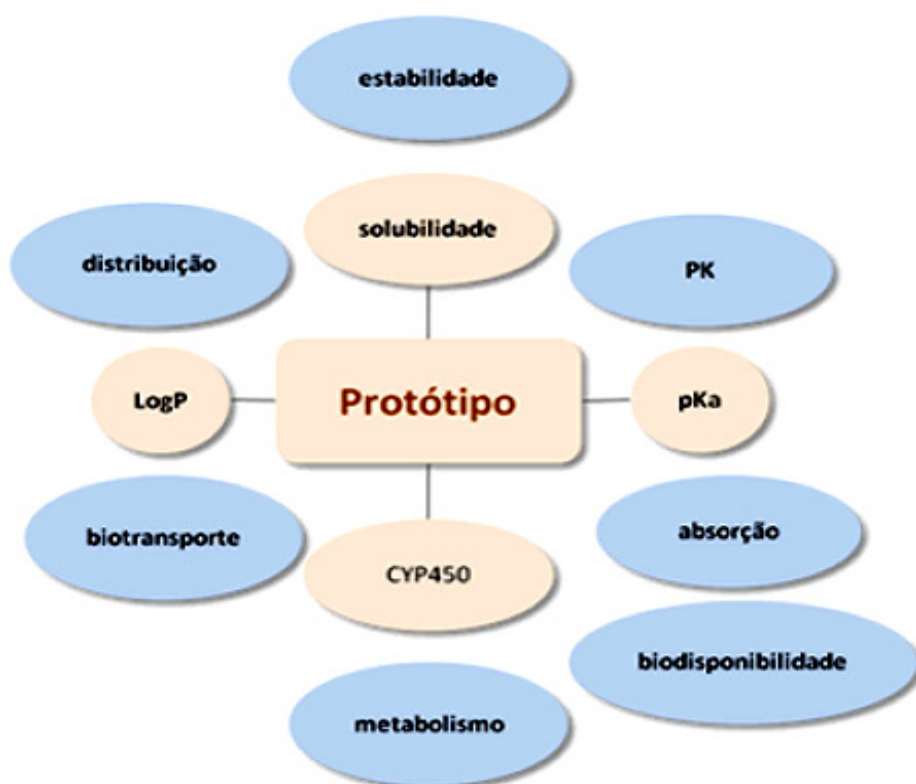 estabilidade
solubilidade
distribuição
PK
LogP
Protótipo
pKa
biotransporte
absorção
CYP450
biodisponibilidade
metabolismo